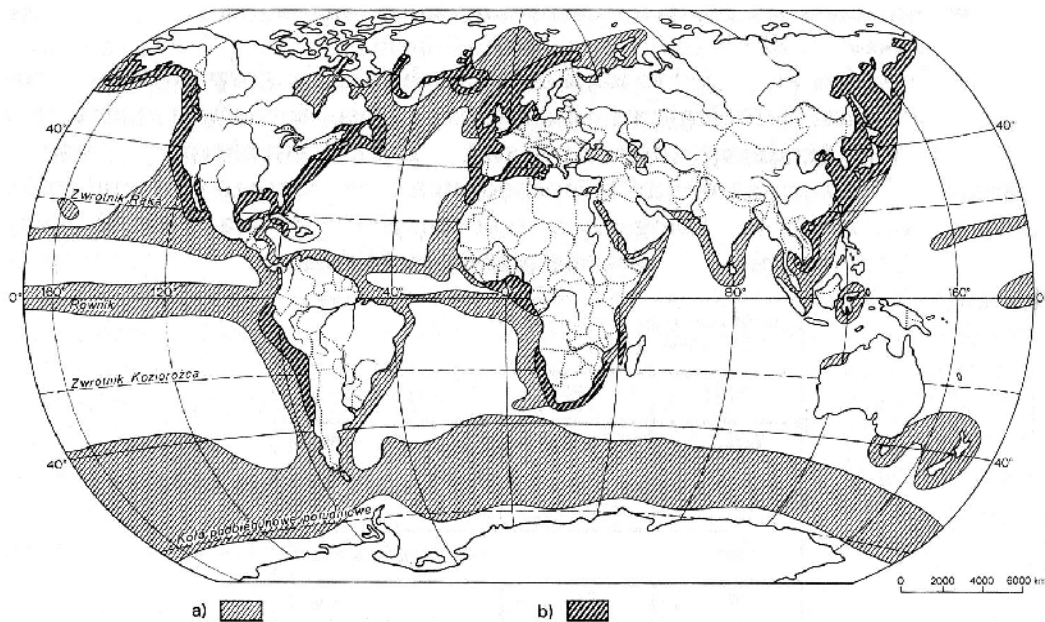 40°
40°
Zwrotnik Raka
0°
160°
120°
40°
80°
160°
0
Równik
Zwrotnik Koziorożca
40°
40°
Koło podbiegunowe południowe
0 2000 4000 6000 km
a) b)